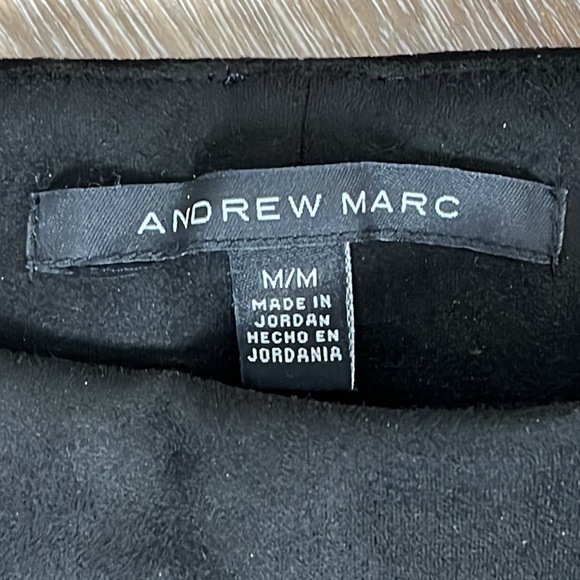 ANDREW MARC
M/M
MADE IN
JORDAN
HECHO EN
JORDANIA